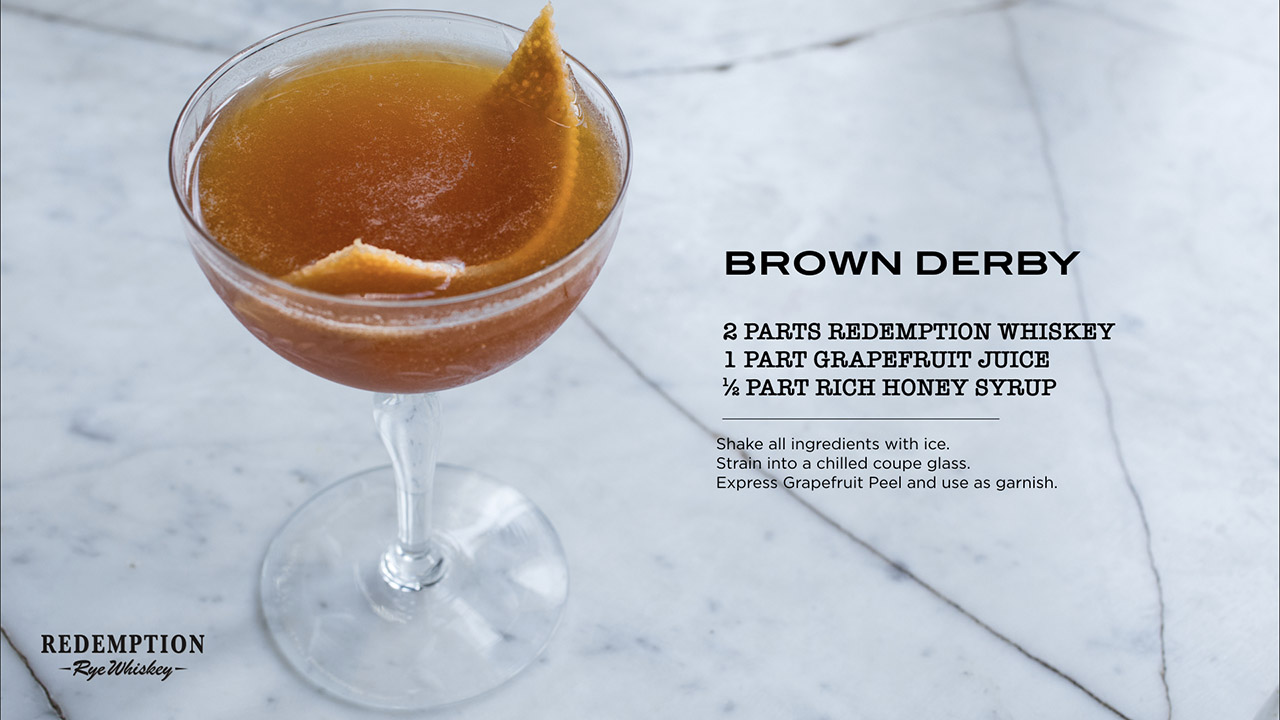 BROWN DERBY
2 PARTS REDEMPTION WHISKEY
1 PART GRAPEFRUIT JUICE
½ PART RICH HONEY SYRUP
Shake all ingredients with ice.
Strain into a chilled coupe glass.
Express Grapefruit Peel and use as garnish.
REDEMPTION
Rye Whiskey